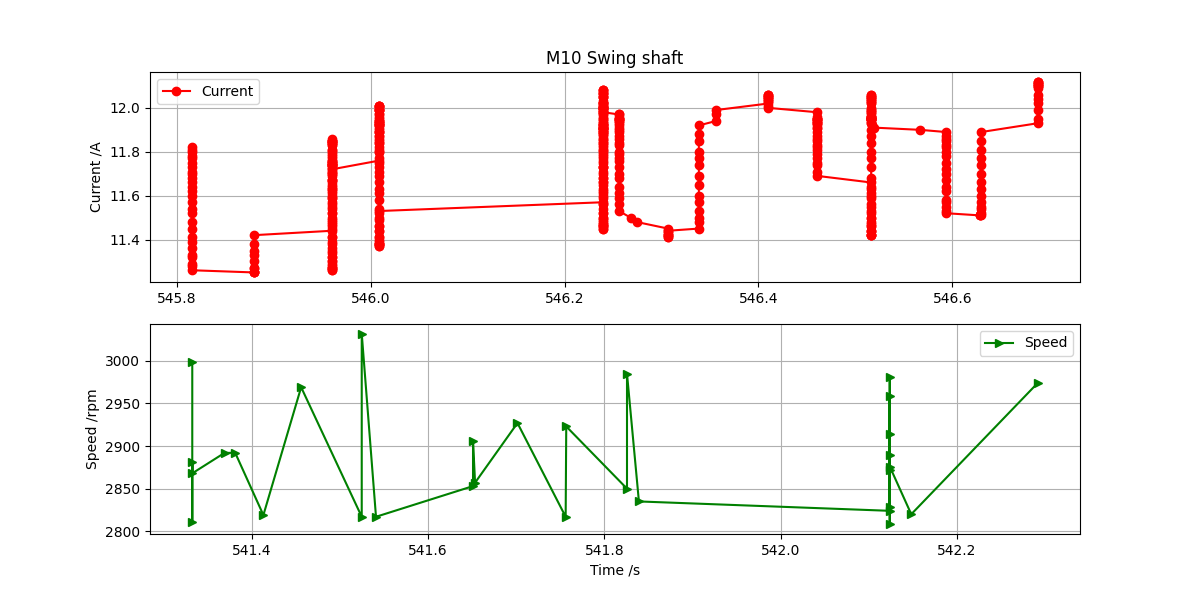 M10 Swing shaft
Current
Current /A
12.0
11.8
11.6
11.4
545.8 546.0 546.2 546.4 546.6
Speed
Speed /rpm
3000
2950
2900
2850
2800
541.4 541.6 541.8 542.0 542.2
Time /s